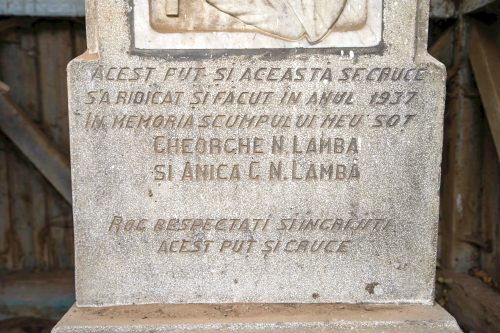 ACEST PUȚ ȘI ACEASTĂ SF. CRUCE
S'A RIDICAT ȘI FĂCUT IN ANUL 1937
IN MEMORIA SCUMPULUI MEU SOȚ
GHEORGHE N. LAMBĂ
ȘI ANICA G. N. LAMBĂ
ROG RESPECTAȚI ȘI INGRIJIȚI
ACEST PUȚ ȘI CRUCE